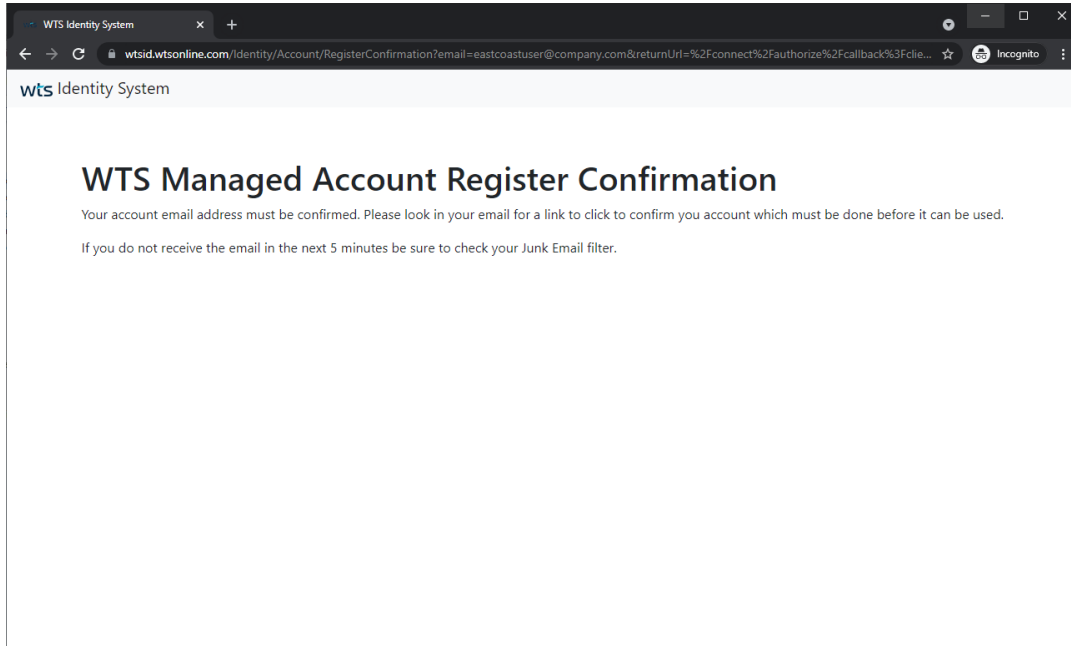 WTS Identity System
wtsid.wtsonline.com/Identity/Account/RegisterConfirmation?email=eastcoastuser@company.com&returnUrl=%2Fconnect%2Fauthorize%2Fcallback%3Fclie... Incognito
wts Identity System
WTS Managed Account Register Confirmation
Your account email address must be confirmed. Please look in your email for a link to click to confirm you account which must be done before it can be used.
If you do not receive the email in the next 5 minutes be sure to check your Junk Email filter.